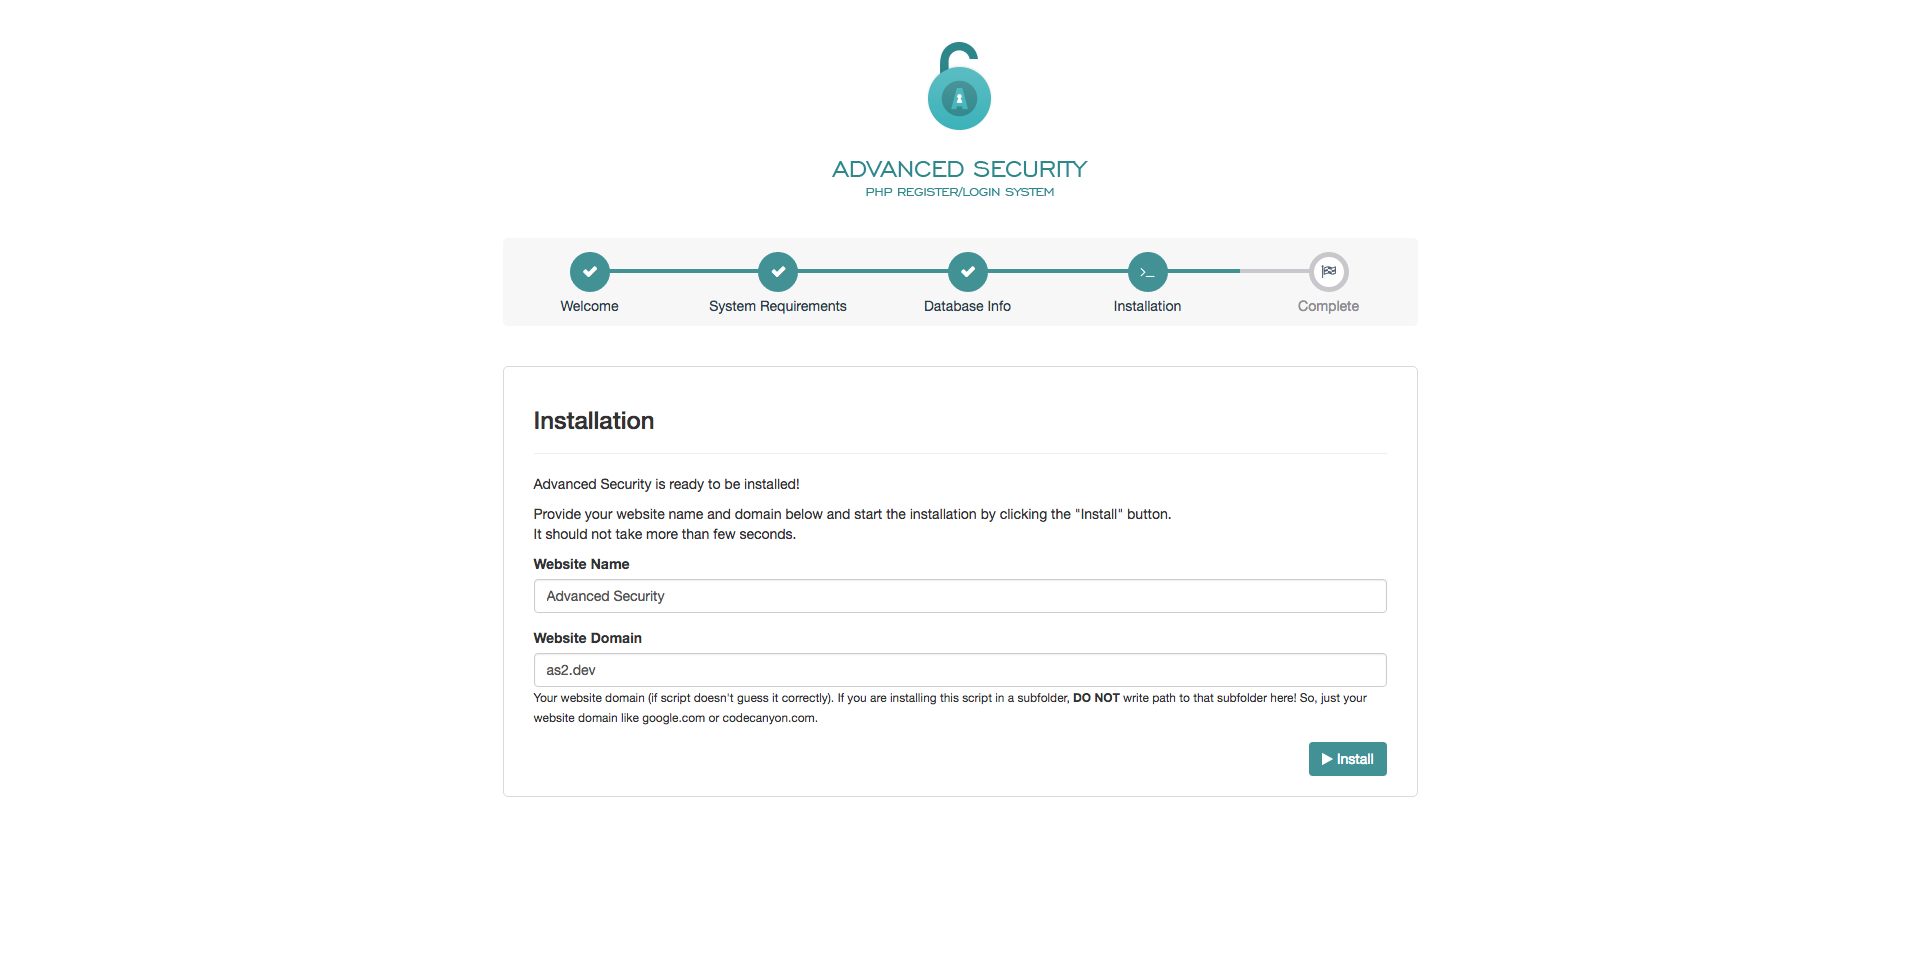 A
ADVANCED SECURITY
PHP REGISTER/LOGIN SYSTEM
Welcome
System Requirements
Database Info
Installation
Complete
Installation
Advanced Security is ready to be installed!
Provide your website name and domain below and start the installation by clicking the "Install" button.
It should not take more than few seconds.
Website Name
Advanced Security
Website Domain
as2.dev
Your website domain (if script doesn't guess it correctly). If you are installing this script in a subfolder, DO NOT write path to that subfolder here! So, just your
website domain like google.com or codecanyon.com.
Install